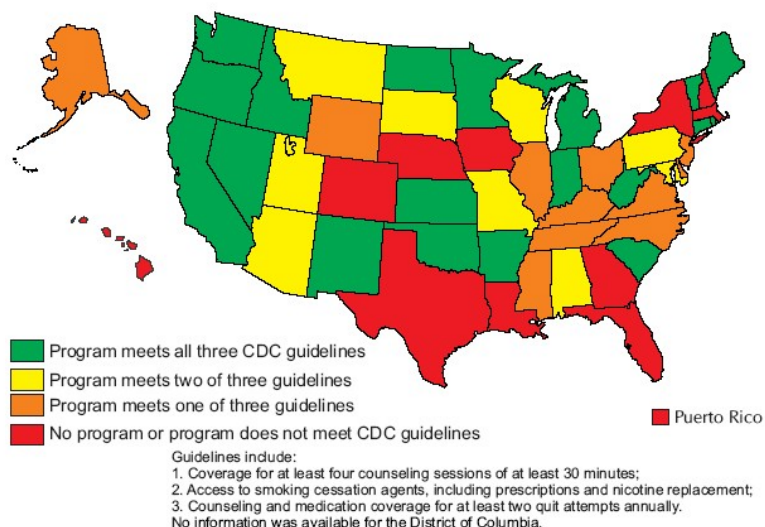 Program meets all three CDC guidelines
Program meets two of three guidelines
Program meets one of three guidelines
Puerto Rico
No program or program does not meet CDC guidelines
Guidelines include:
1. Coverage for at least four counseling sessions of at least 30 minutes;
2. Access to smoking cessation agents, including prescriptions and nicotine replacement;
3. Counseling and medication coverage for at least two quit attempts annually.
No information was available for the District of Columbia.